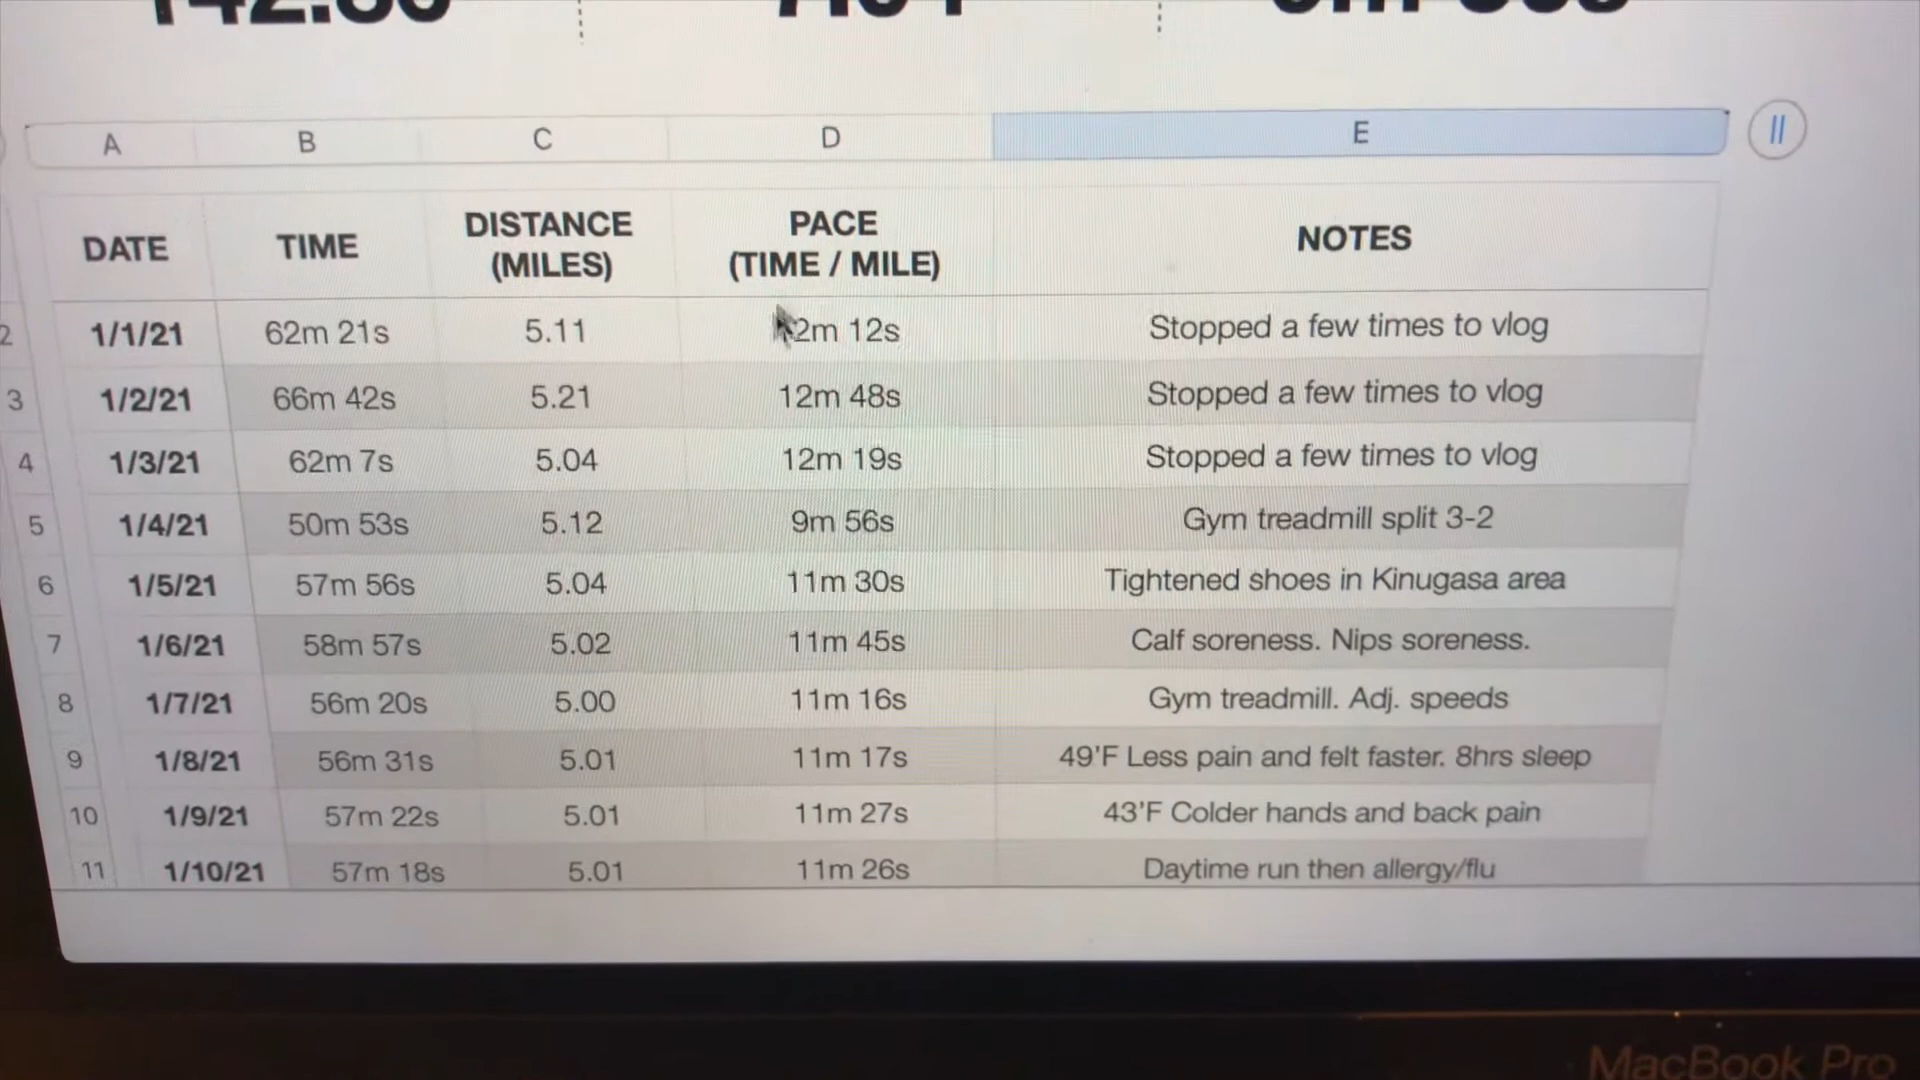 A B C D E
DATE TIME DISTANCE (MILES) PACE (TIME / MILE) NOTES
2 1/1/21 62m 21s 5.11 2m 12s Stopped a few times to vlog
3 1/2/21 66m 42s 5.21 12m 48s Stopped a few times to vlog
4 1/3/21 62m 7s 5.04 12m 19s Stopped a few times to vlog
5 1/4/21 50m 53s 5.12 9m 56s Gym treadmill split 3-2
6 1/5/21 57m 56s 5.04 11m 30s Tightened shoes in Kinugasa area
7 1/6/21 58m 57s 5.02 11m 45s Calf soreness. Nips soreness.
8 1/7/21 56m 20s 5.00 11m 16s Gym treadmill. Adj. speeds
9 1/8/21 56m 31s 5.01 11m 17s 49'F Less pain and felt faster. 8hrs sleep
10 1/9/21 57m 22s 5.01 11m 27s 43'F Colder hands and back pain
11 1/10/21 57m 18s 5.01 11m 26s Daytime run then allergy/flu
MacBook Pro